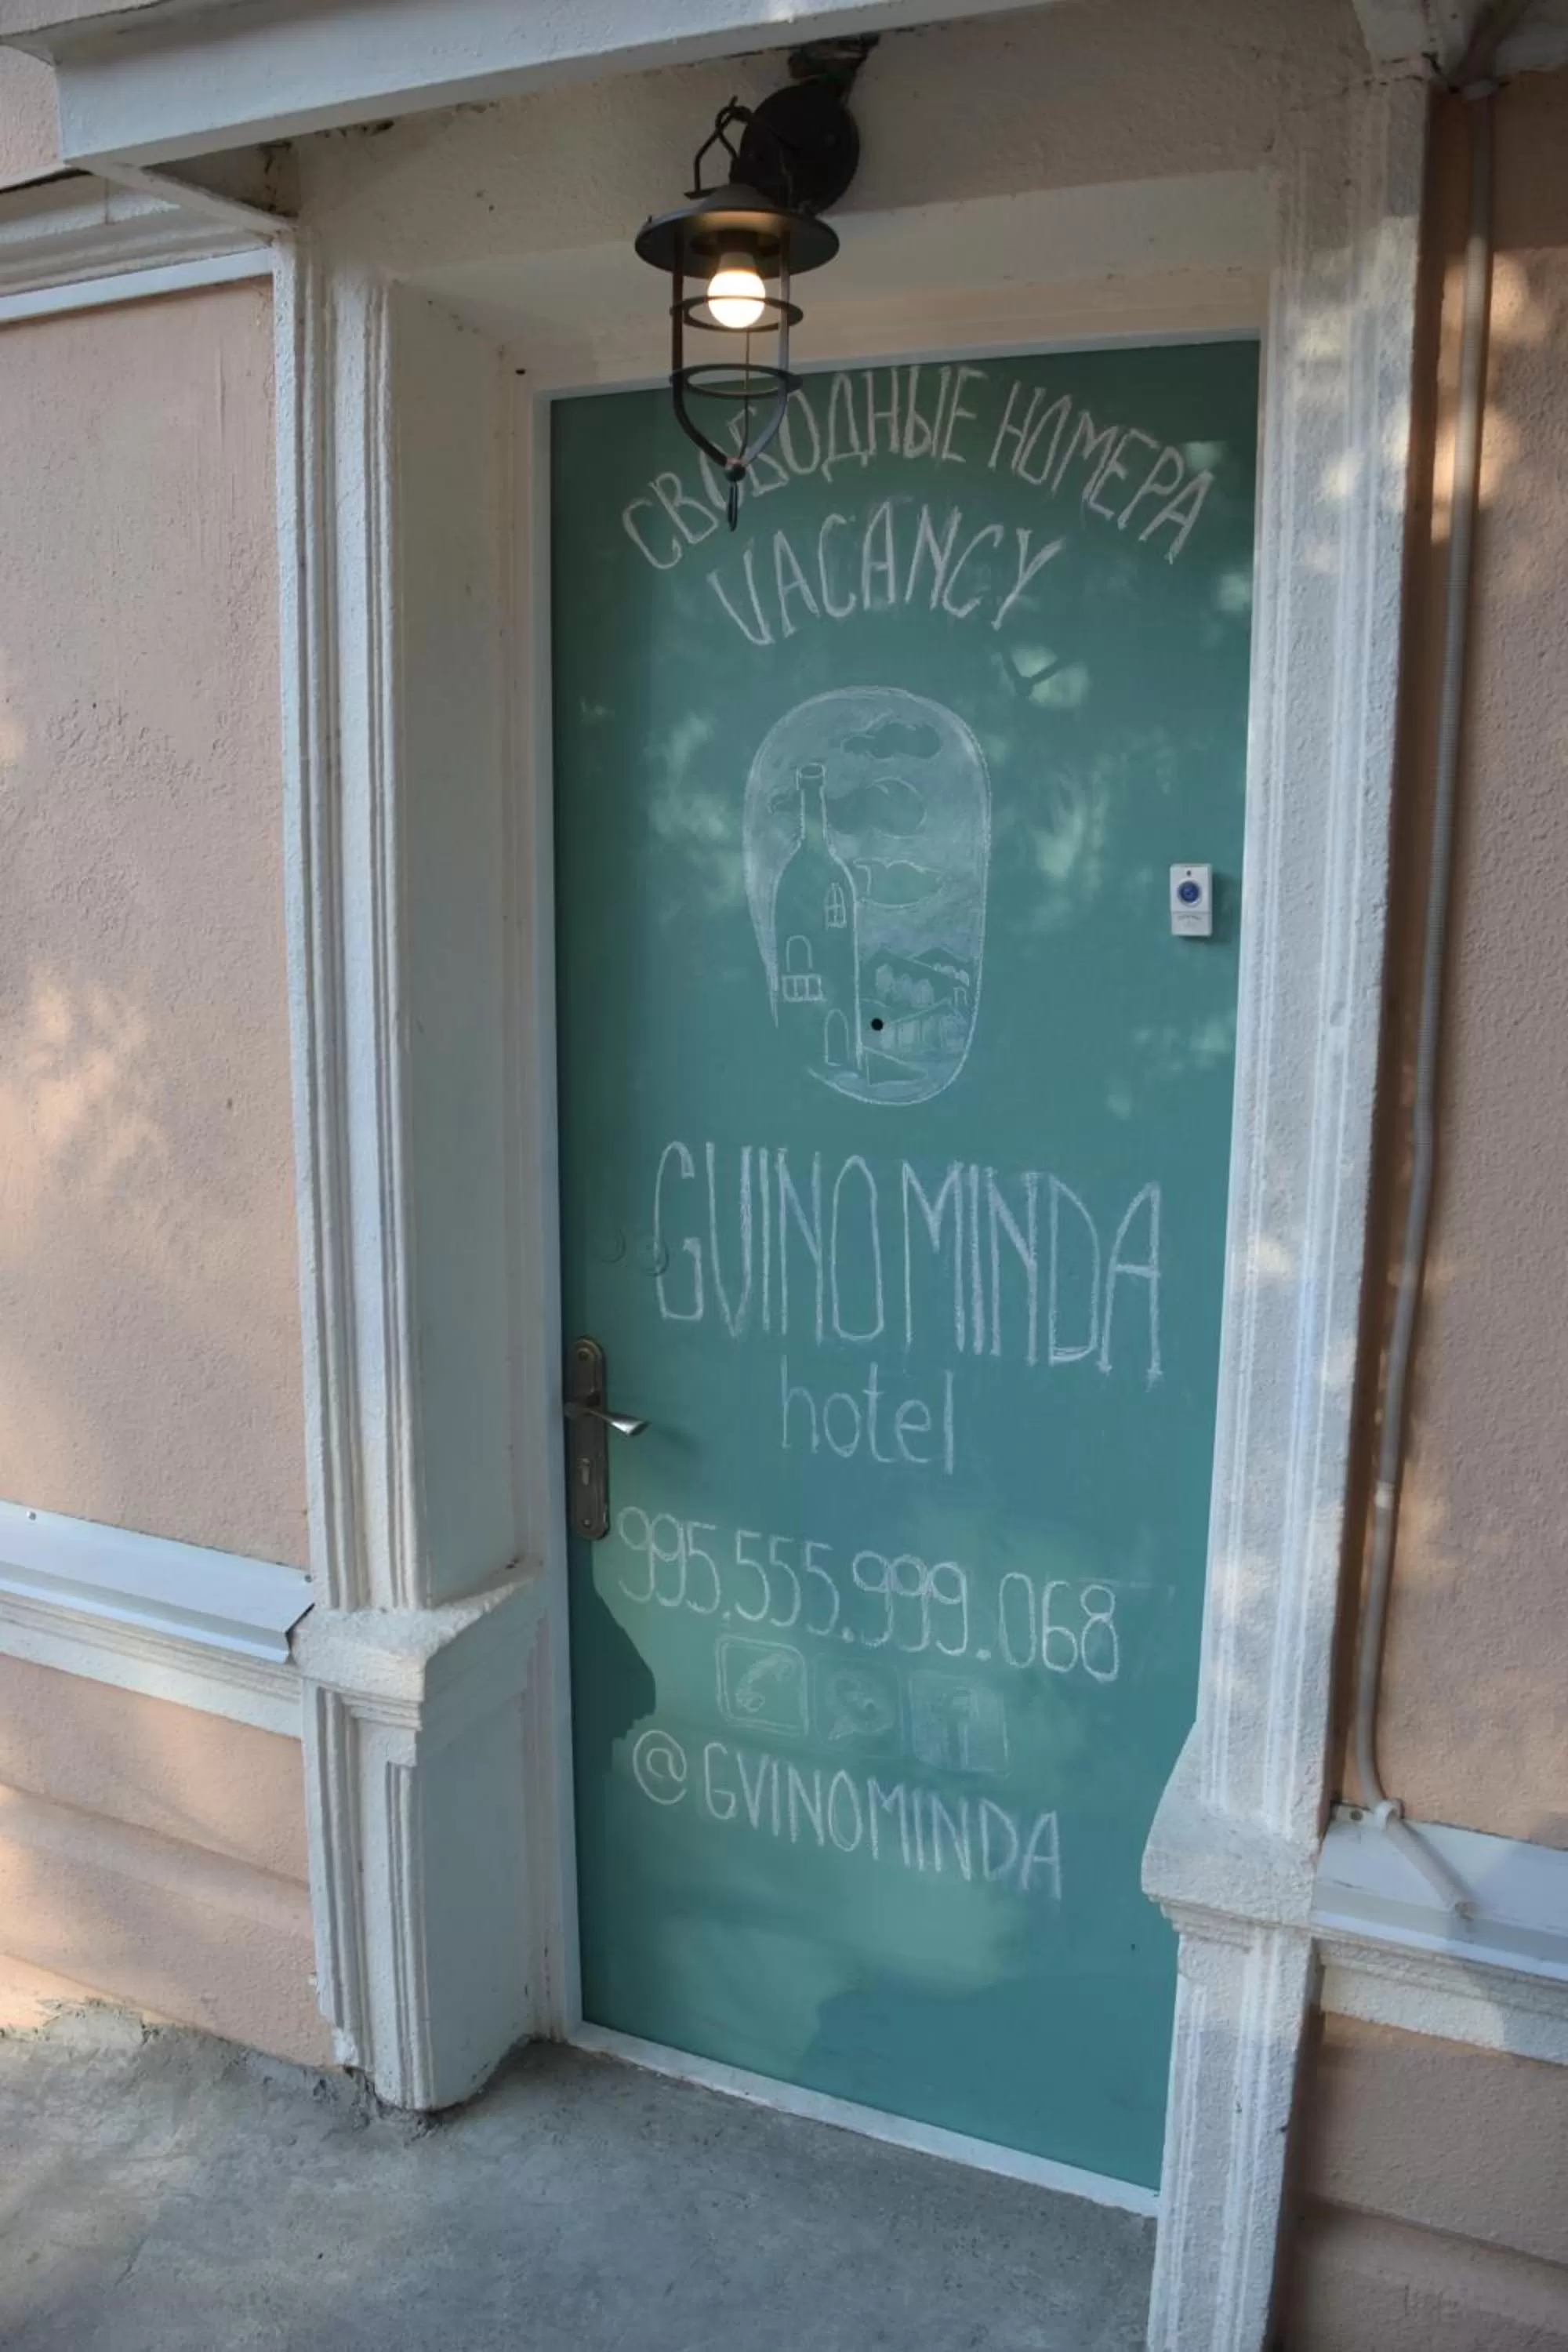 СВОБОДНЫЕ НОМЕРА
VACANCY
GVINO MINDA
hotel
995.555.999.068
@GVINOMINDA